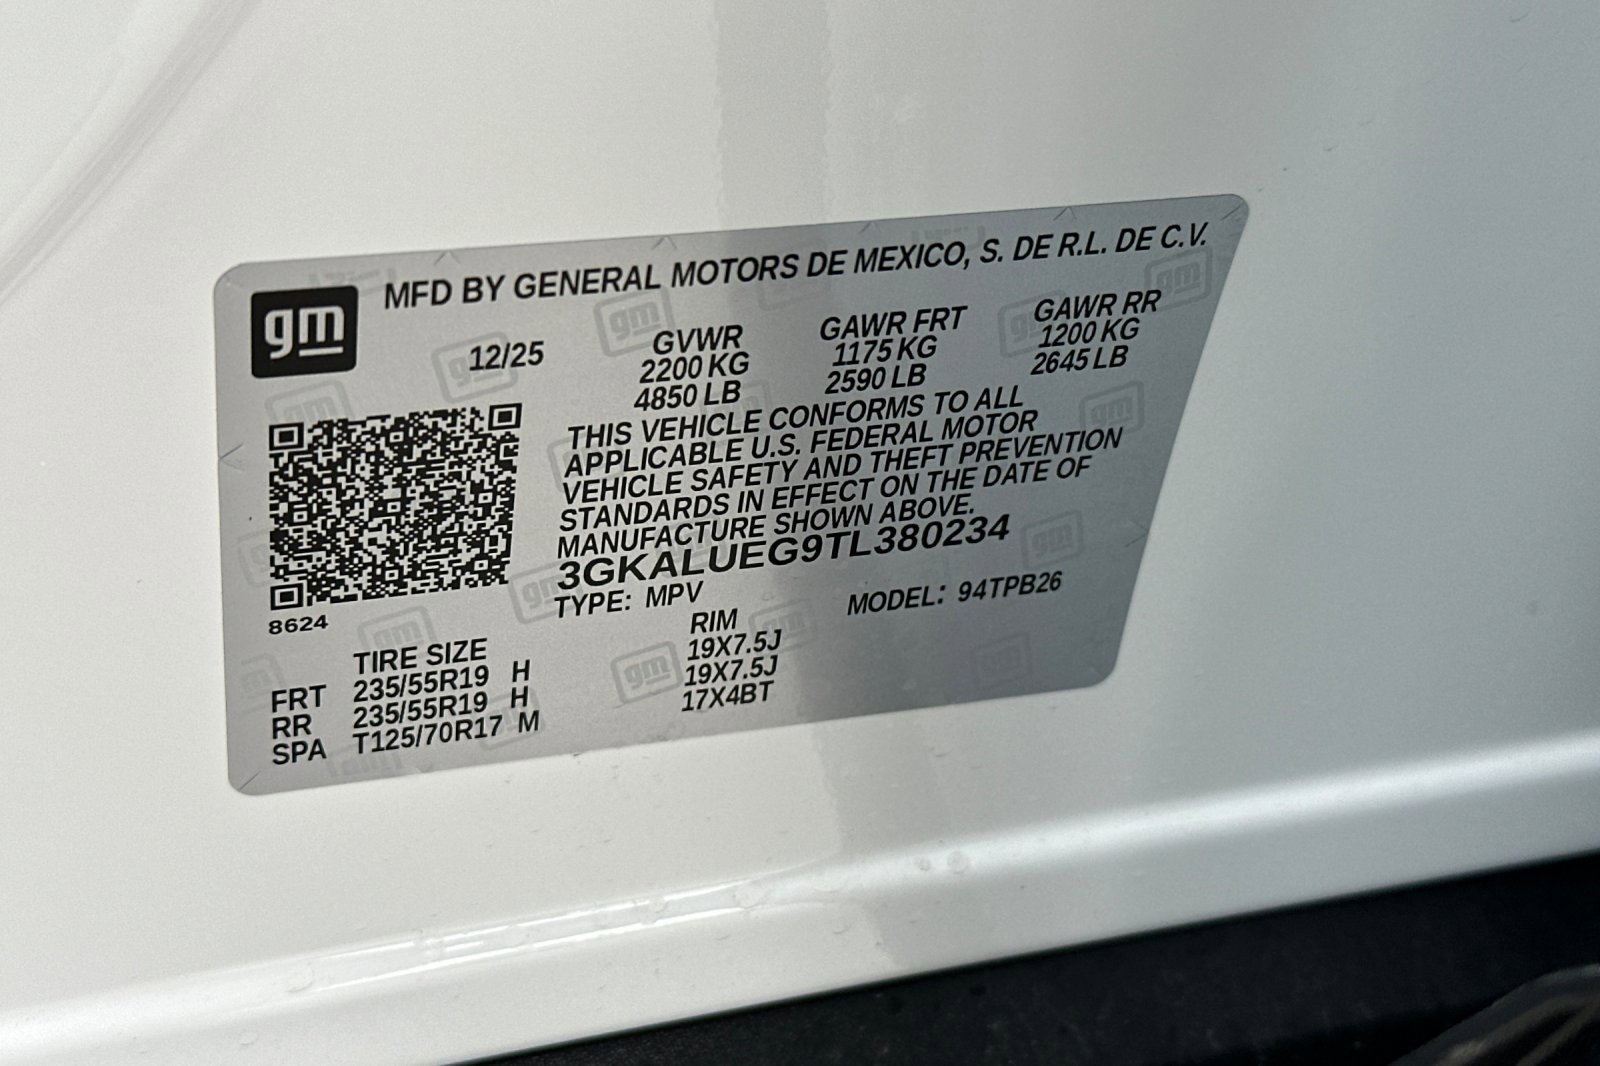 gm
MFD BY GENERAL MOTORS DE MEXICO, S. DE R.L. DE C.V.
12/25 GVWR GAWR FRT GAWR RR
2200 KG 1175 KG 1200 KG
4850 LB 2590 LB 2645 LB
THIS VEHICLE CONFORMS TO ALL
APPLICABLE U.S. FEDERAL MOTOR
VEHICLE SAFETY AND THEFT PREVENTION
STANDARDS IN EFFECT ON THE DATE OF
MANUFACTURE SHOWN ABOVE.
3GKALUEG9TL380234
TYPE: MPV MODEL: 94TPB26
8624
TIRE SIZE RIM
FRT 235/55R19 H 19X7.5J
RR 235/55R19 H 19X7.5J
SPA T125/70R17 M 17X4BT